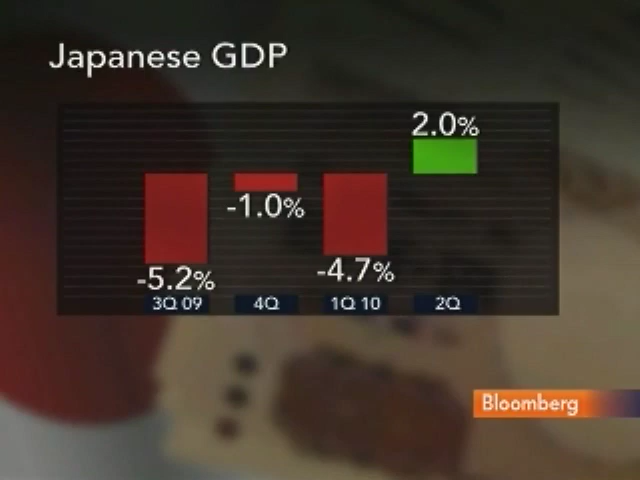 Japanese GDP
2.0%
-1.0%
-5.2%
-4.7%
3Q 09 4Q 1Q 10 2Q
Bloomberg